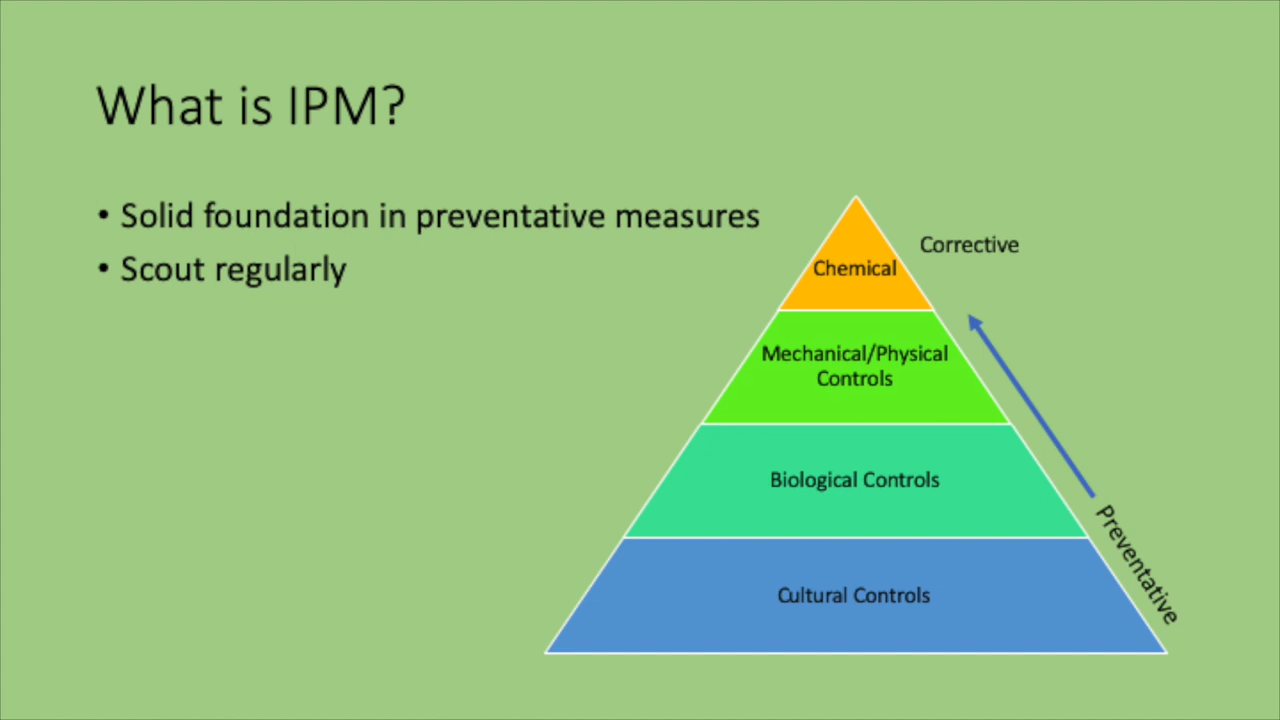 What is IPM?
• Solid foundation in preventative measures
• Scout regularly
Corrective
Chemical
Mechanical/Physical
Controls
Biological Controls
Preventative
Cultural Controls